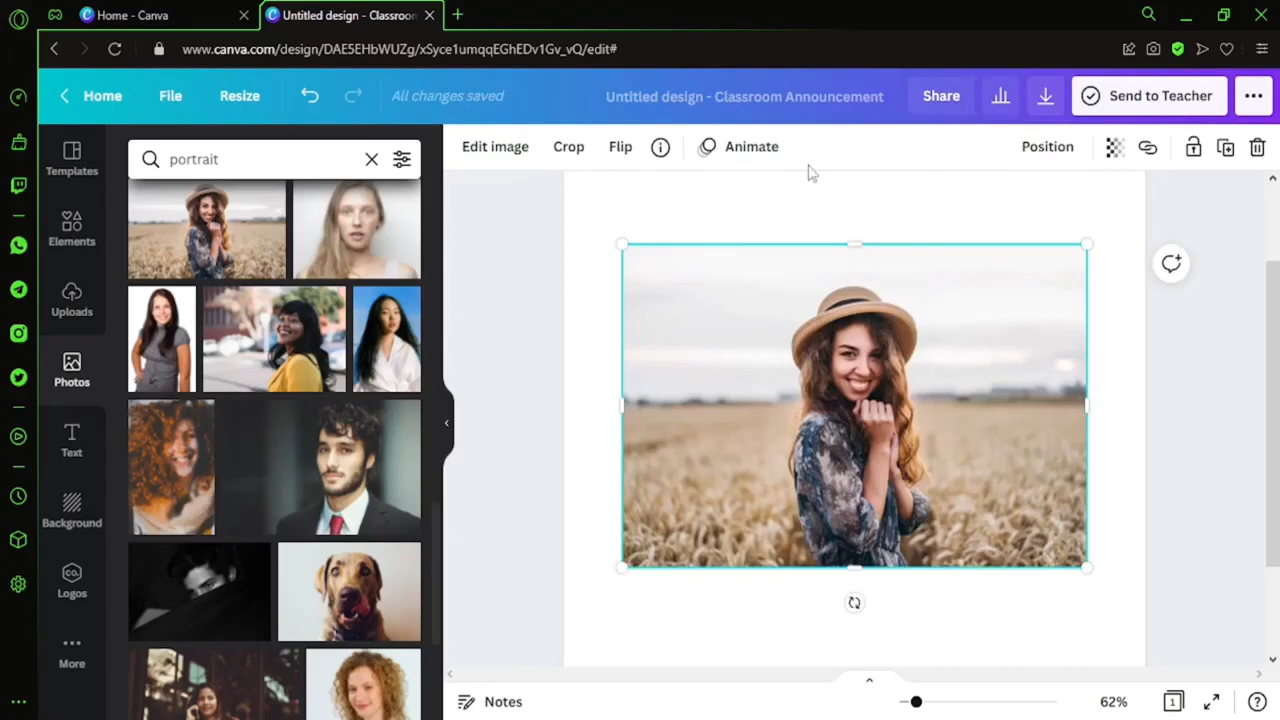 Home - Canva
Untitled design - Classroom
www.canva.com/design/DAE5EHbWUZg/xSyce1umqqEGhEDv1Gv_vQ/edit#
Home
File
Resize
All changes saved
Untitled design - Classroom Announcement
Share
Send to Teacher
Templates
Elements
Uploads
Photos
Text
Background
CO.
Logos
More
portrait
Edit image
Crop
Flip
Animate
Position
Notes
62%
1